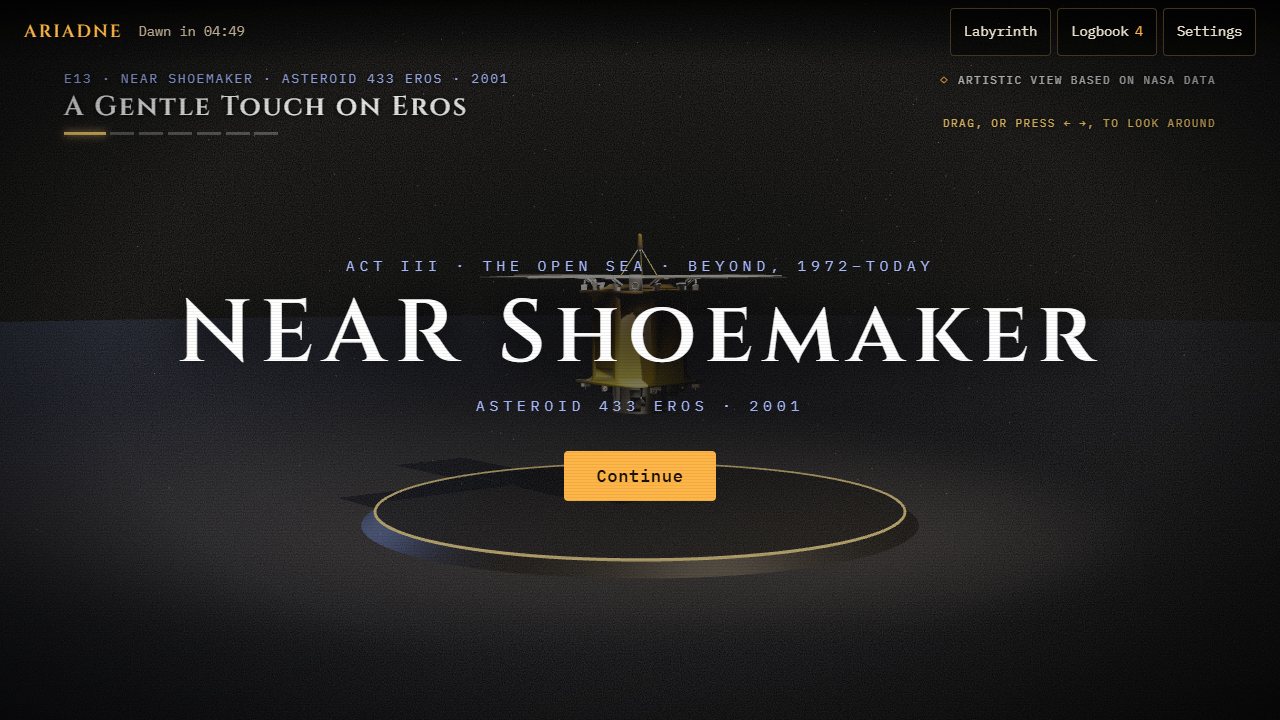 ARIADNE Dawn in 04:49 Labyrinth Logbook 4 Settings
E13 · NEAR SHOEMAKER · ASTEROID 433 EROS · 2001
◇ ARTISTIC VIEW BASED ON NASA DATA
A Gentle Touch on Eros
DRAG, OR PRESS ← →, TO LOOK AROUND
ACT III · THE OPEN SEA · BEYOND, 1972–TODAY
NEAR Shoemaker
ASTEROID 433 EROS · 2001
Continue